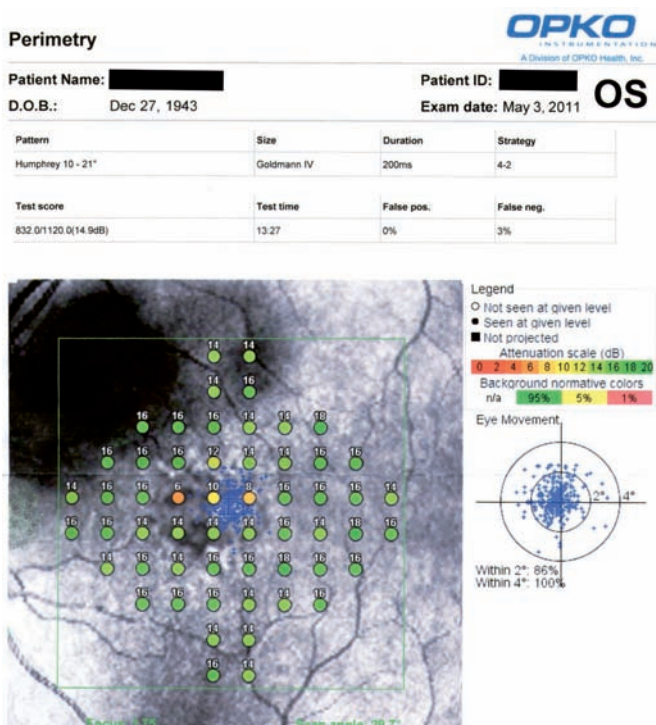 OPKO
INSTRUMENTATION
A Division of OPKO Health, Inc.
Perimetry
Patient Name:
Patient ID:
OS
D.O.B.: Dec 27, 1943
Exam date: May 3, 2011
Pattern Size Duration Strategy
Humphrey 10 - 21° Goldmann IV 200ms 4-2
Test score Test time False pos. False neg.
832.0/1120.0(14.9dB) 13:27 0% 3%
14 14
14 16
16 16 16 14 14 18
16 16 16 12 14 16 16 16
14 16 16 6 10 8 16 16 16 14
16 16 14 14 14 14 16 14 18 16
14 16 14 16 16 18 16 16
16 16 16 14 14 16
14 14
16 14
Legend
Not seen at given level
Seen at given level
Not projected
Attenuation scale (dB)
0 2 4 6 8 10 12 14 16 18 20
Background normative colors
n/a 95% 5% 1%
Eye Movement
2° 4°
Within 2°: 86%
Within 4°: 100%